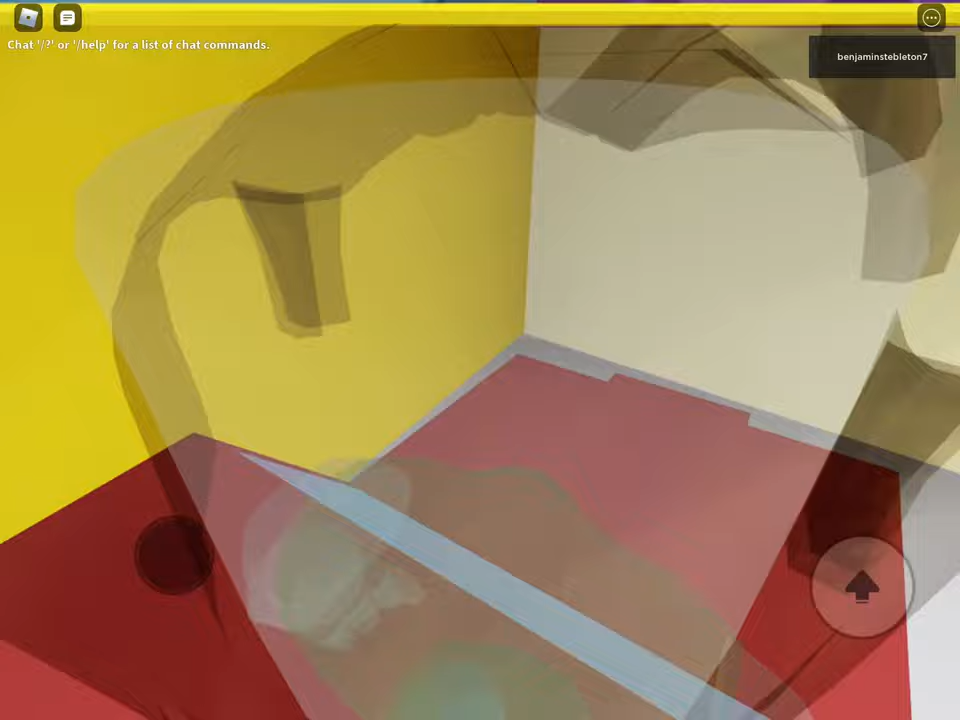 Chat '/?' or '/help' for a list of chat commands.
benjaminstebleton7